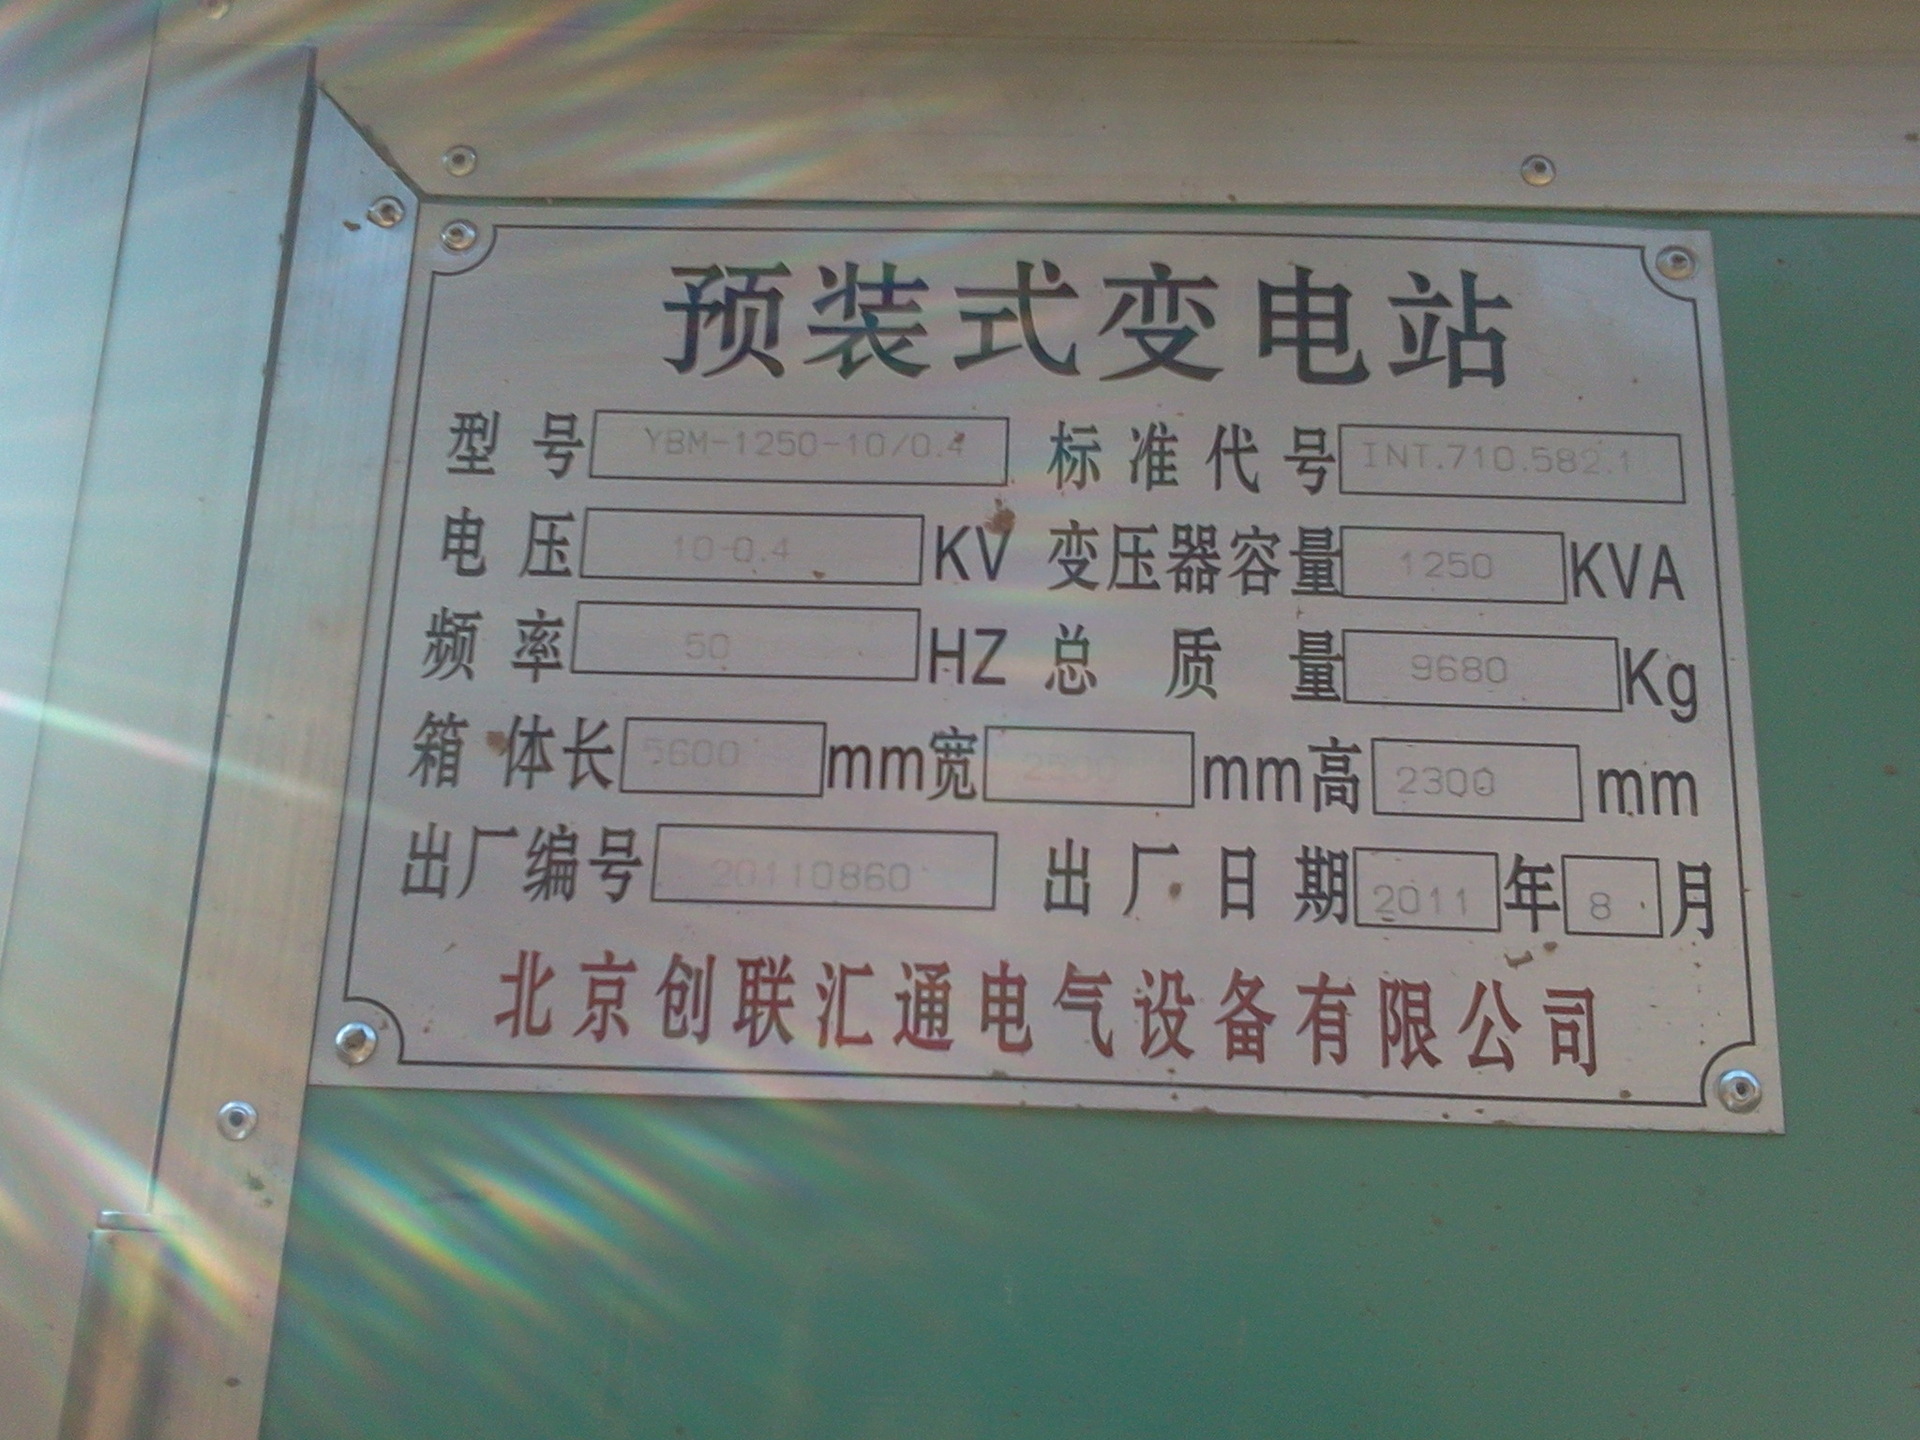 预装式变电站
型号 YBM-1250-10/0.4 标准代号 INT.710.582.1
电压 10-0.4 KV 变压器容量 1250 KVA
频率 50 HZ 总质量 9680 Kg
箱体长 5600 mm 宽 mm 高 2300 mm
出厂编号 20110860 出厂日期 2011 年 8 月
北京创联汇通电气设备有限公司